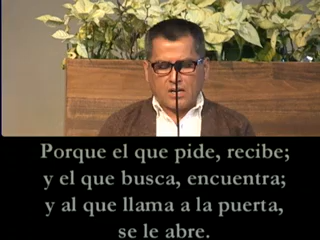 Porque el que pide, recibe;
y el que busca, encuentra;
y al que llama a la puerta,
se le abre.